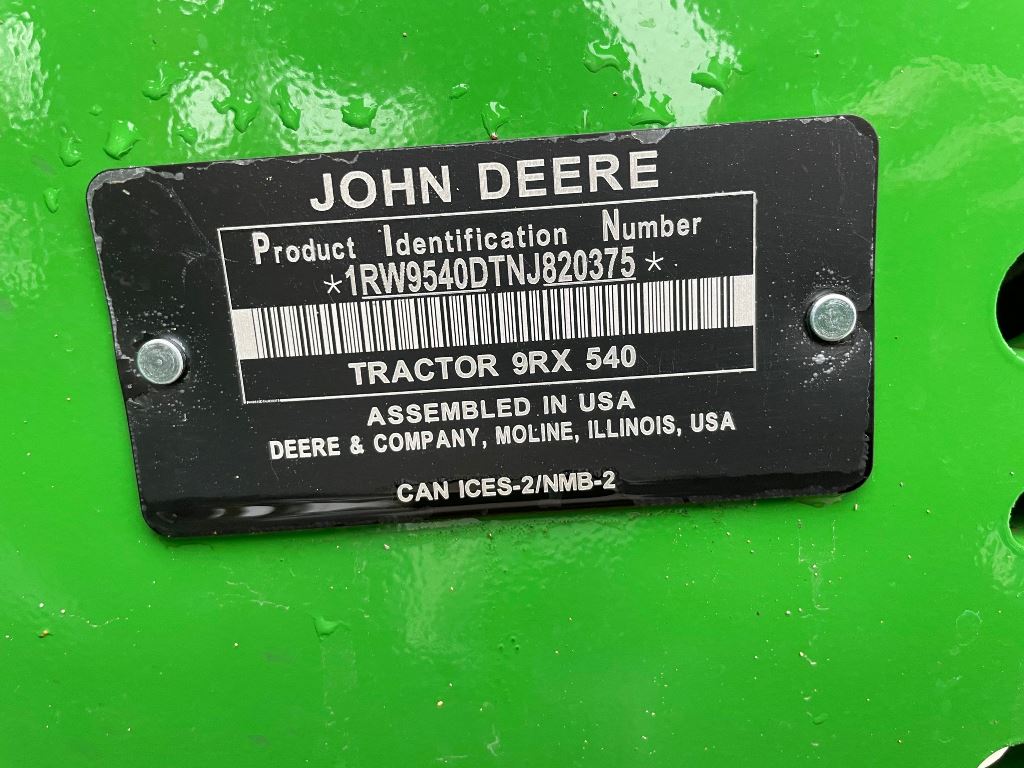 JOHN DEERE
Product Identification Number
*1RW9540DTNJ820375*
TRACTOR 9RX 540
ASSEMBLED IN USA
DEERE & COMPANY, MOLINE, ILLINOIS, USA
CAN ICES-2/NMB-2